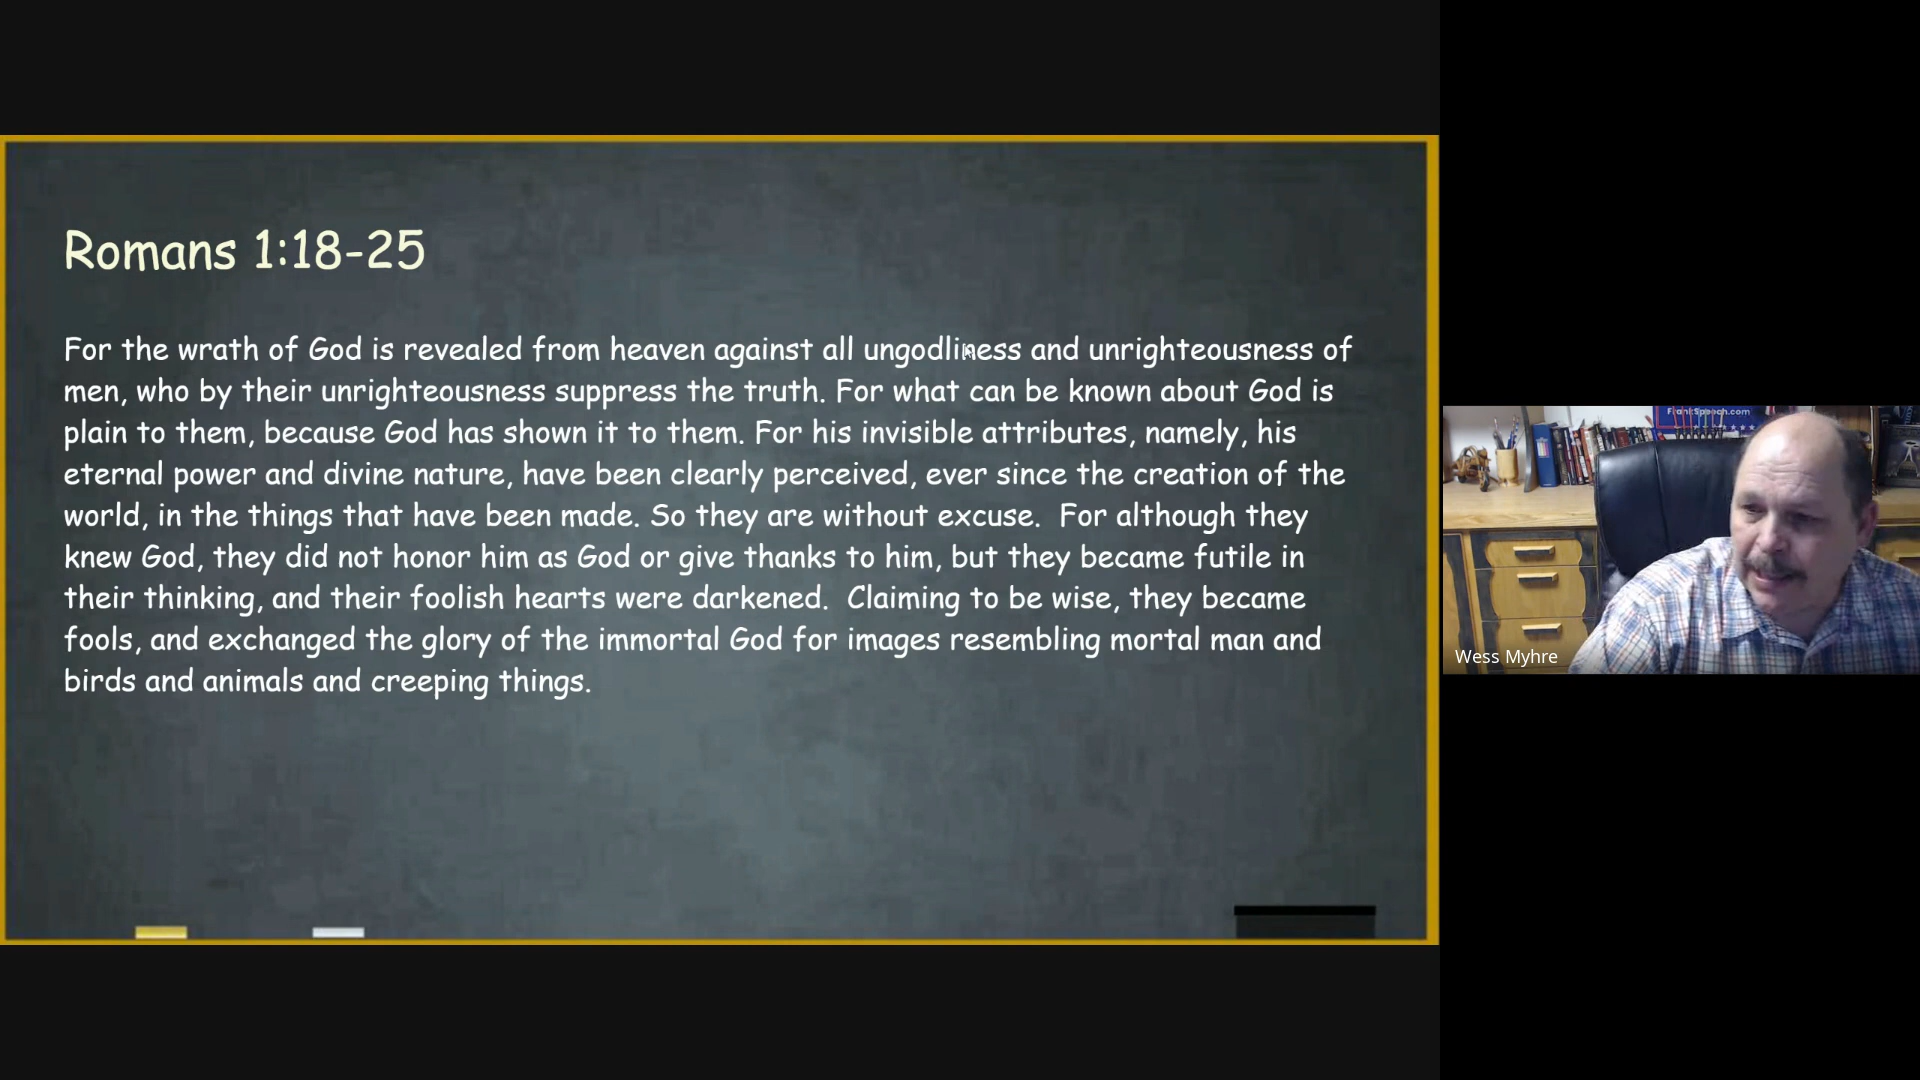 Romans 1:18-25
For the wrath of God is revealed from heaven against all ungodliness and unrighteousness of
men, who by their unrighteousness suppress the truth. For what can be known about God is
plain to them, because God has shown it to them. For his invisible attributes, namely, his
eternal power and divine nature, have been clearly perceived, ever since the creation of the
world, in the things that have been made. So they are without excuse.  For although they
knew God, they did not honor him as God or give thanks to him, but they became futile in
their thinking, and their foolish hearts were darkened.  Claiming to be wise, they became
fools, and exchanged the glory of the immortal God for images resembling mortal man and
birds and animals and creeping things.
FrankSpeech.com
Wess Myhre